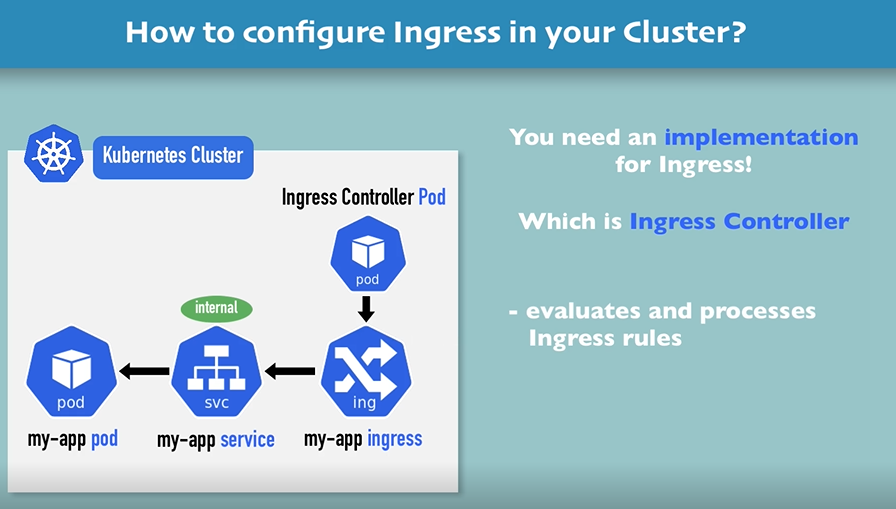 How to configure Ingress in your Cluster?
Kubernetes Cluster
Ingress Controller Pod
pod
internal
pod
svc
ing
my-app pod
my-app service
my-app ingress
You need an implementation
for Ingress!
Which is Ingress Controller
- evaluates and processes
Ingress rules